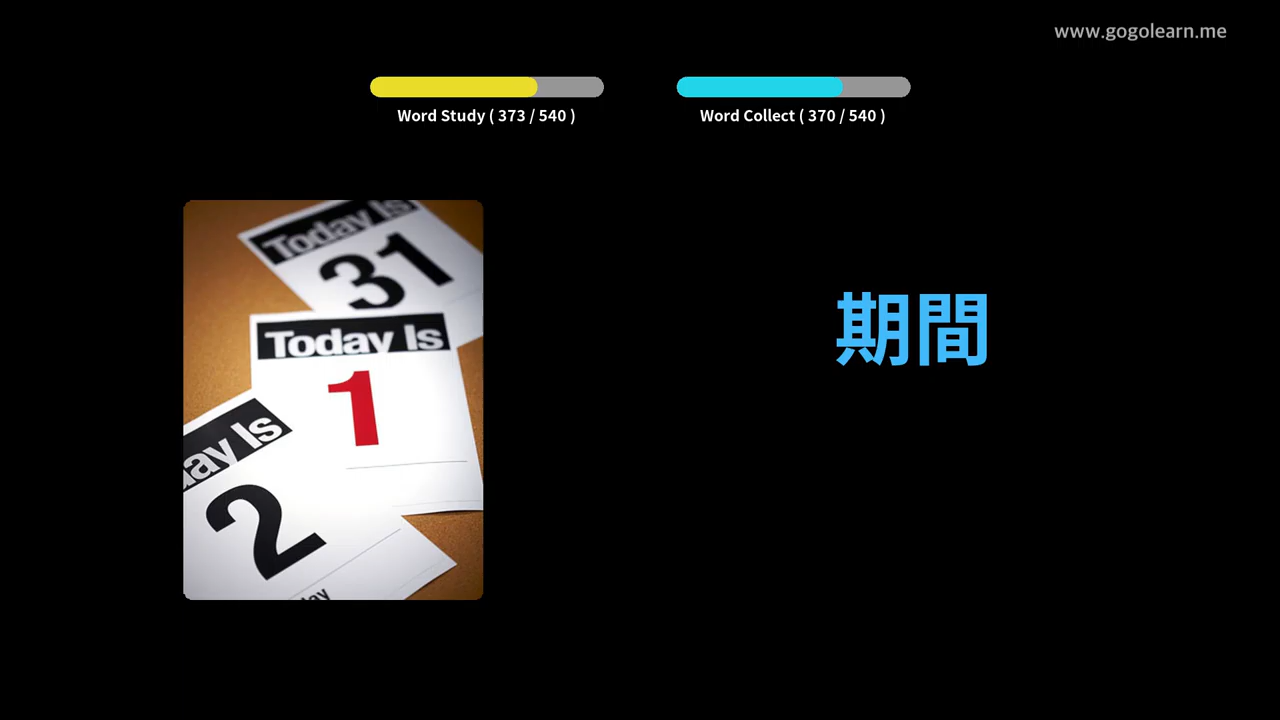 www.gogolearn.me
Word Study ( 373 / 540 )
Word Collect ( 370 / 540 )
Today Is
31
Today Is
1
ay Is
2
期間